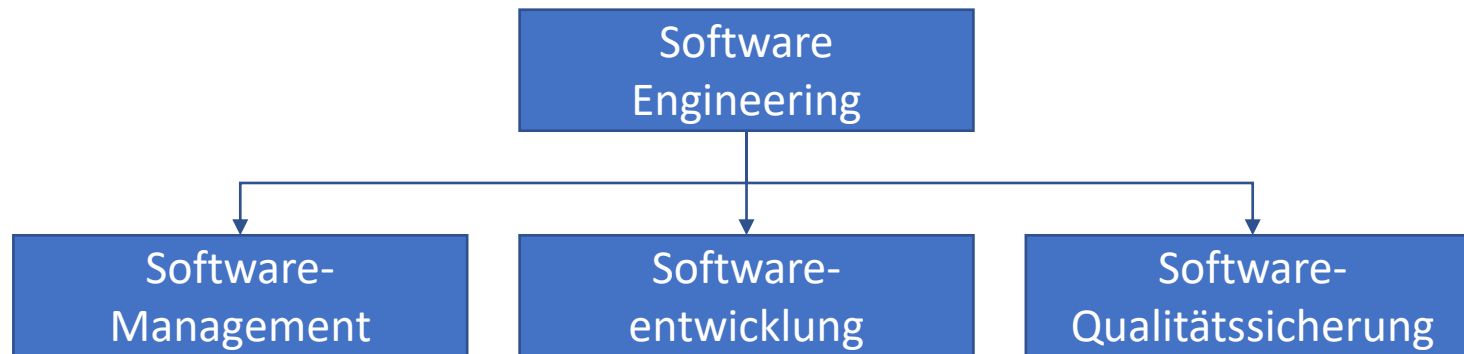 Software
Engineering
Software-
Management
Software-
entwicklung
Software-
Qualitätssicherung